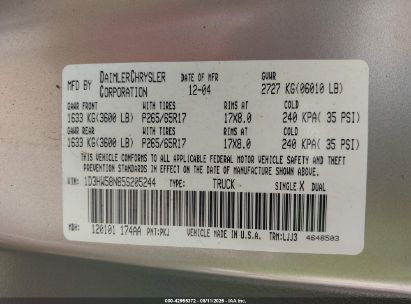 MFD BY DAIMLERCHRYSLER CORPORATION DATE OF MFR 12-04 GVWR 2727 KG(06010 LB)
GAWR FRONT WITH TIRES RIMS AT COLD
1633 KG(3600 LB) P265/65R17 17X8.0 240 KPA( 35 PSI)
GAWR REAR WITH TIRES RIMS AT COLD
1633 KG(3600 LB) P265/65R17 17X8.0 240 KPA( 35 PSI)
THIS VEHICLE CONFORMS TO ALL APPLICABLE FEDERAL MOTOR VEHICLE SAFETY AND THEFT
PREVENTION STANDARDS IN EFFECT ON THE DATE OF MANUFACTURE SHOWN ABOVE.
VIN: 1D3HW58N85S205244 TYPE: TRUCK SINGLE X DUAL
MDH: 120101 174AA PNT:PKJ VEHICLE MADE IN U.S.A. TRM:LJJ3 4648503